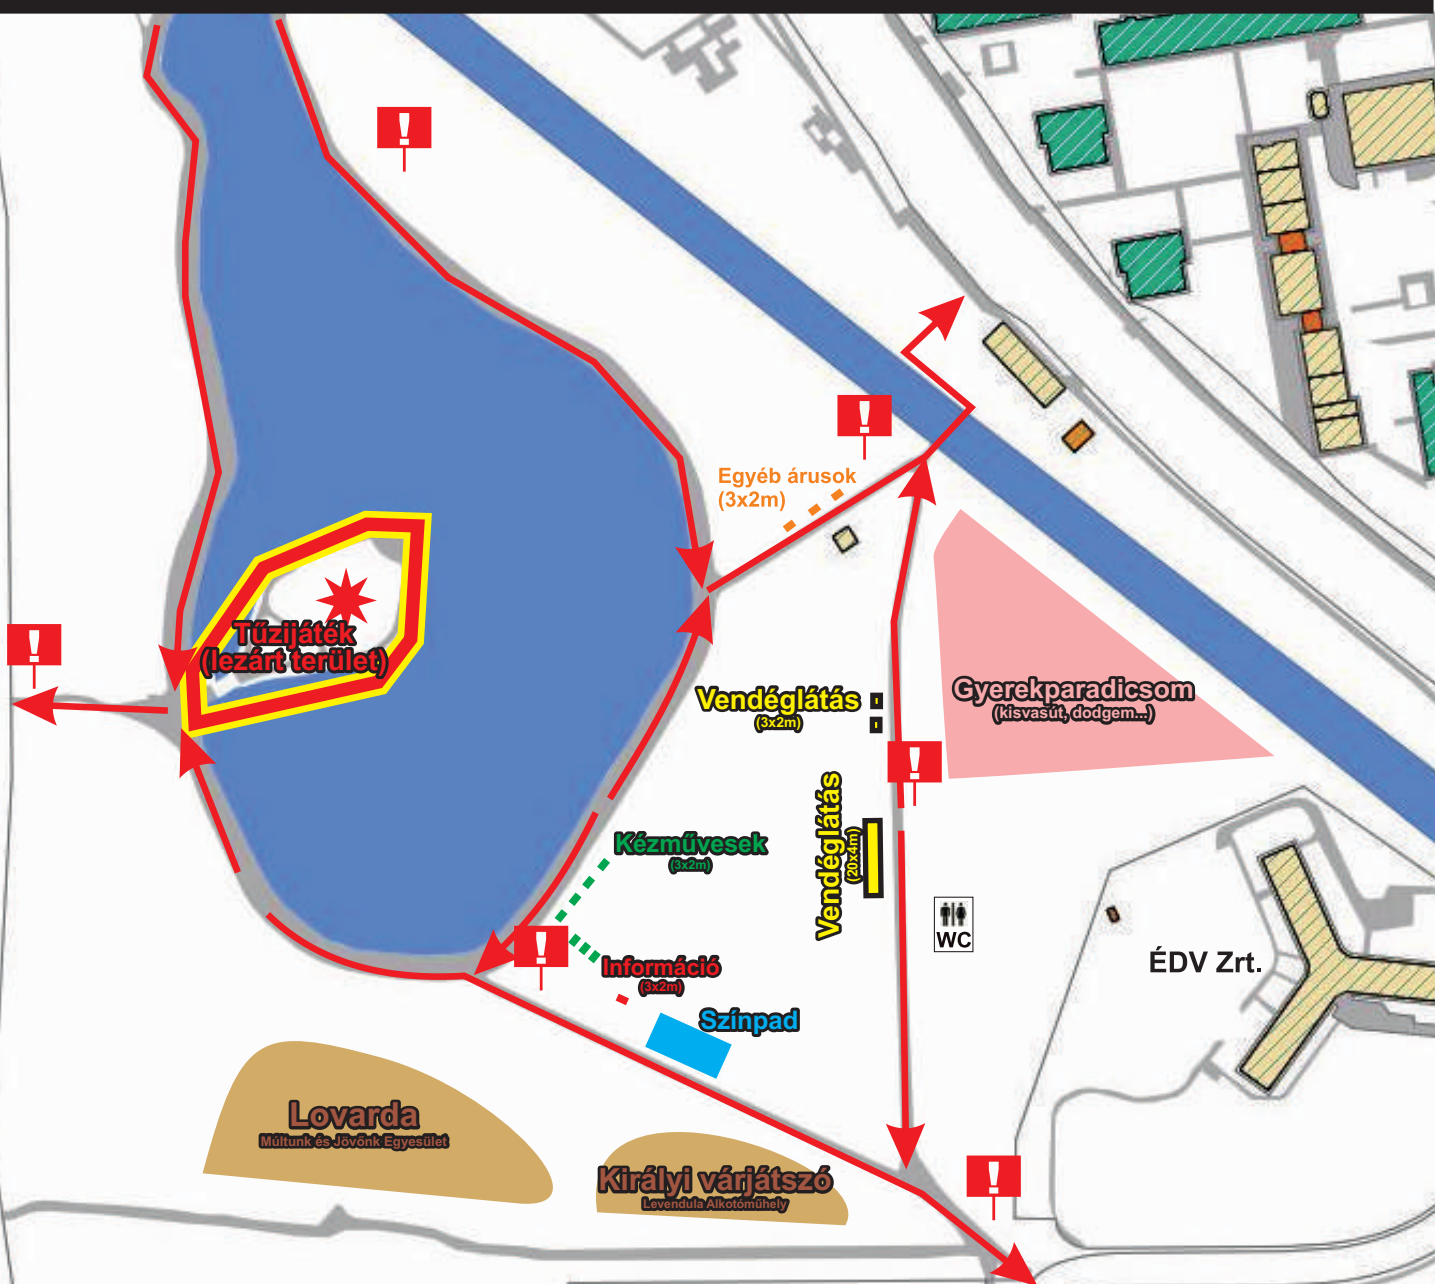 !
!
Egyéb árusok
(3x2m)
Tűzijáték
(lezárt terület)
!
Vendéglátás
(3x2m)
Gyerekparadicsom
(kisvasút, dodgem...)
!
Vendéglátás
(20x4m)
Kézművesek
(3x2m)
WC
ÉDV Zrt.
!
Információ
(3x2m)
Színpad
Lovarda
Múltunk és Jövőnk Egyesület
Királyi várjátszó
Levendula Alkotóműhely
!